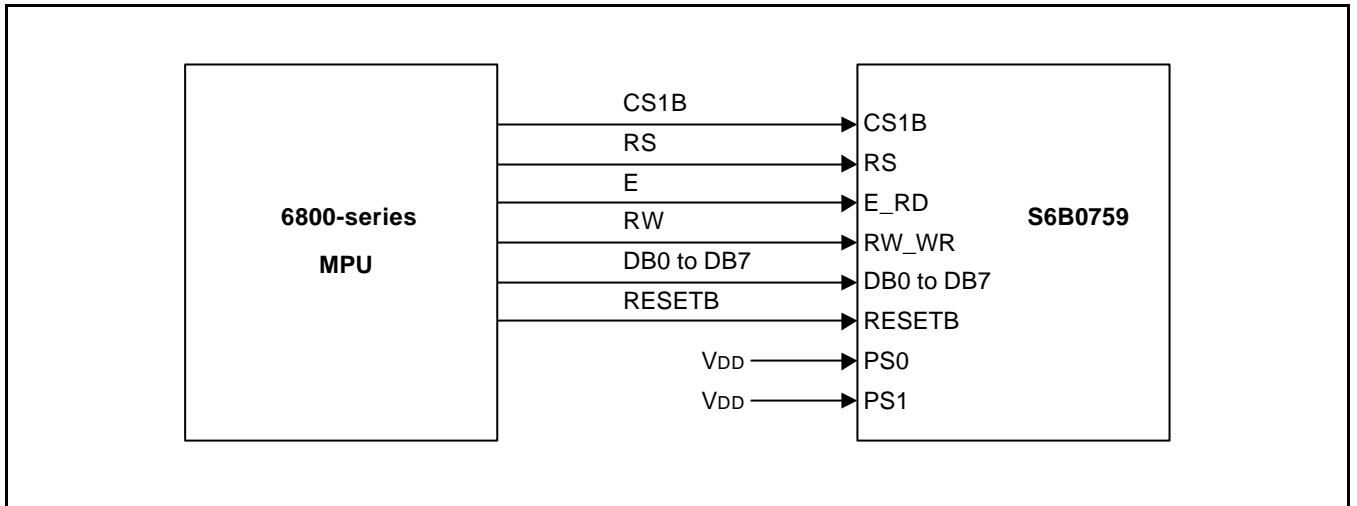 CS1B
CS1B
RS
RS
E
E_RD
6800-series
MPU
S6B0759
RW
RW_WR
DB0 to DB7
DB0 to DB7
RESETB
RESETB
VDD
PS0
VDD
PS1